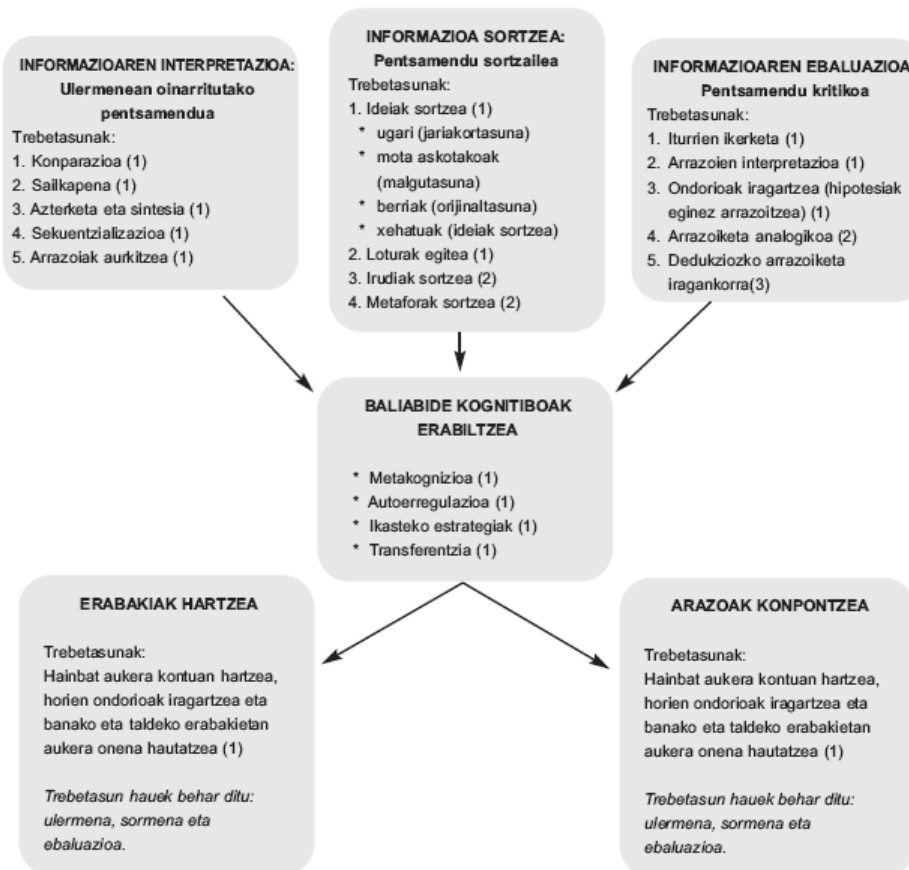 INFORMAZIOAREN INTERPRETAZIOA:
Ulermenean oinarritutako
pentsamendua
Trebetasunak:
1. Konparazioa (1)
2. Sailkapena (1)
3. Azterketa eta sintesia (1)
4. Sekuentzializazioa (1)
5. Arrazoiak aurkitzea (1)
INFORMAZIOA SORTZEA:
Pentsamendu sortzailea
Trebetasunak:
1. Ideiak sortzea (1)
* ugari (jariakortasuna)
* mota askotakoak
(malgutasuna)
* berriak (orijinaltasuna)
* xehatuak (ideiak sortzea)
2. Loturak egitea (1)
3. Irudiak sortzea (2)
4. Metaforak sortzea (2)
INFORMAZIOAREN EBALUAZIOA
Pentsamendu kritikoa
Trebetasunak:
1. Iturrien ikerketa (1)
2. Arrazoien interpretazioa (1)
3. Ondorioak iragartzea (hipotesiak
eginez arrazoitzea) (1)
4. Arrazoiketa analogikoa (2)
5. Dedukziozko arrazoiketa
iragankorra(3)
BALIABIDE KOGNITIBOAK
ERABILTZEA
* Metakognizioa (1)
* Autoerregulazioa (1)
* Ikasteko estrategiak (1)
* Transferentzia (1)
ERABAKIAK HARTZEA
Trebetasunak:
Hainbat aukera kontuan hartzea,
horien ondorioak iragartzea eta
banako eta taldeko erabakietan
aukera onena hautatzea (1)
Trebetasun hauek behar ditu:
ulermena, sormena eta
ebaluazioa.
ARAZOAK KONPONTZEA
Trebetasunak:
Hainbat aukera kontuan hartzea,
horien ondorioak iragartzea eta
banako eta taldeko erabakietan
aukera onena hautatzea (1)
Trebetasun hauek behar ditu:
ulermena, sormena eta
ebaluazioa.